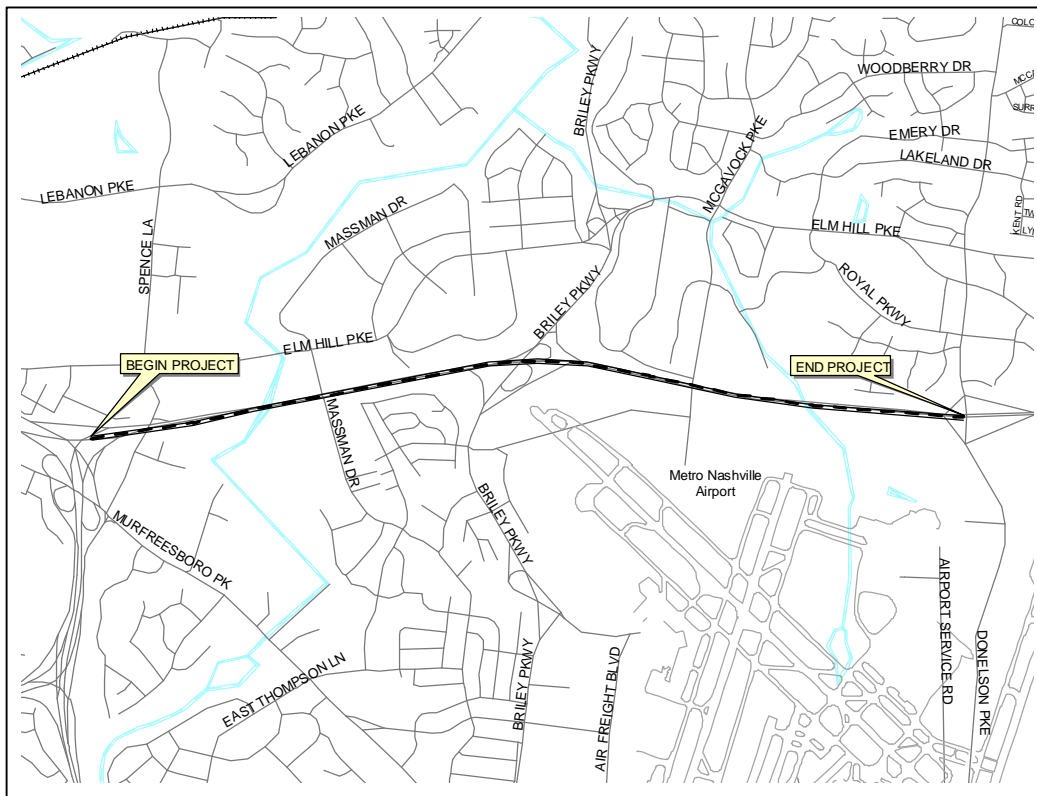 COLO
BRILEY PKWY
WOODBERRY DR
MCCA
SURR
LEBANON PKE
MCGAVOCK PKE
EMERY DR
LAKELAND DR
LEBANON PKE
KENT RD
TW
LY
MASSMAN DR
ELM HILL PKE
SPENCE LA
ROYAL PKWY
BRILEY PKWY
ELM HILL PKE
BEGIN PROJECT
END PROJECT
MASSMAN DR
Metro Nashville
Airport
BRILEY PKWY
MURFREESBORO PK
AIRPORT SERVICE RD
DONELSON PKE
EAST THOMPSON LN
BRILEY PKWY
AIR FREIGHT BLVD